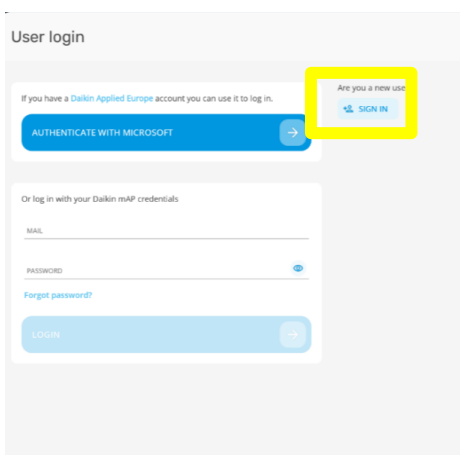 User login
If you have a Daikin Applied Europe account you can use it to log in.
AUTHENTICATE WITH MICROSOFT
Are you a new use
SIGN IN
Or log in with your Daikin mAP credentials
MAIL
PASSWORD
Forgot password?
LOGIN